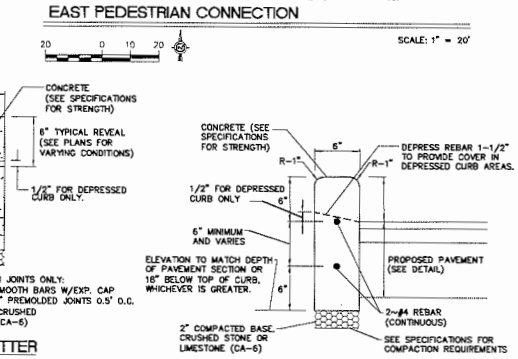 EAST PEDESTRIAN CONNECTION
20 0 10 20
SCALE: 1" = 20'
CONCRETE
(SEE SPECIFICATIONS
FOR STRENGTH)
6" TYPICAL REVEAL
(SEE PLANS FOR
VARYING CONDITIONS)
1/2" FOR DEPRESSED
CURB ONLY.
JOINTS ONLY:
MOOTH BARS W/EXP. CAP
" PREMOLDED JOINTS 0.5' O.C.
CRUSHED
(CA-6)
TTER
CONCRETE (SEE
SPECIFICATIONS
FOR STRENGTH)
6"
R-1"
R-1"
DEPRESS REBAR 1-1/2"
TO PROVIDE COVER IN
DEPRESSED CURB AREAS.
1/2" FOR DEPRESSED
CURB ONLY
6"
6" MINIMUM
AND VARIES
ELEVATION TO MATCH DEPTH
OF PAVEMENT SECTION OR
18" BELOW TOP OF CURB,
WHICHEVER IS GREATER.
6"
PROPOSED PAVEMENT
(SEE DETAIL)
2~#4 REBAR
(CONTINUOUS)
2" COMPACTED BASE,
CRUSHED STONE OR
LIMESTONE (CA-6)
SEE SPECIFICATIONS FOR
COMPACTION REQUIREMENTS